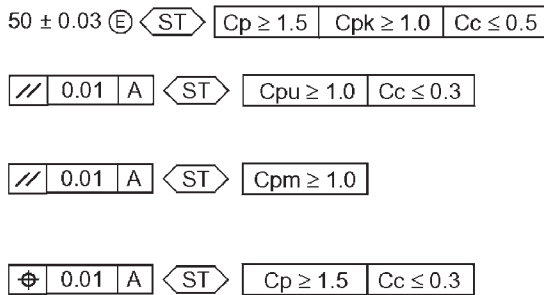 50 ± 0.03 Ⓔ ST Cp ≥ 1.5 Cpk ≥ 1.0 Cc ≤ 0.5
⫽ 0.01 A ST Cpu ≥ 1.0 Cc ≤ 0.3
⫽ 0.01 A ST Cpm ≥ 1.0
⌖ 0.01 A ST Cp ≥ 1.5 Cc ≤ 0.3